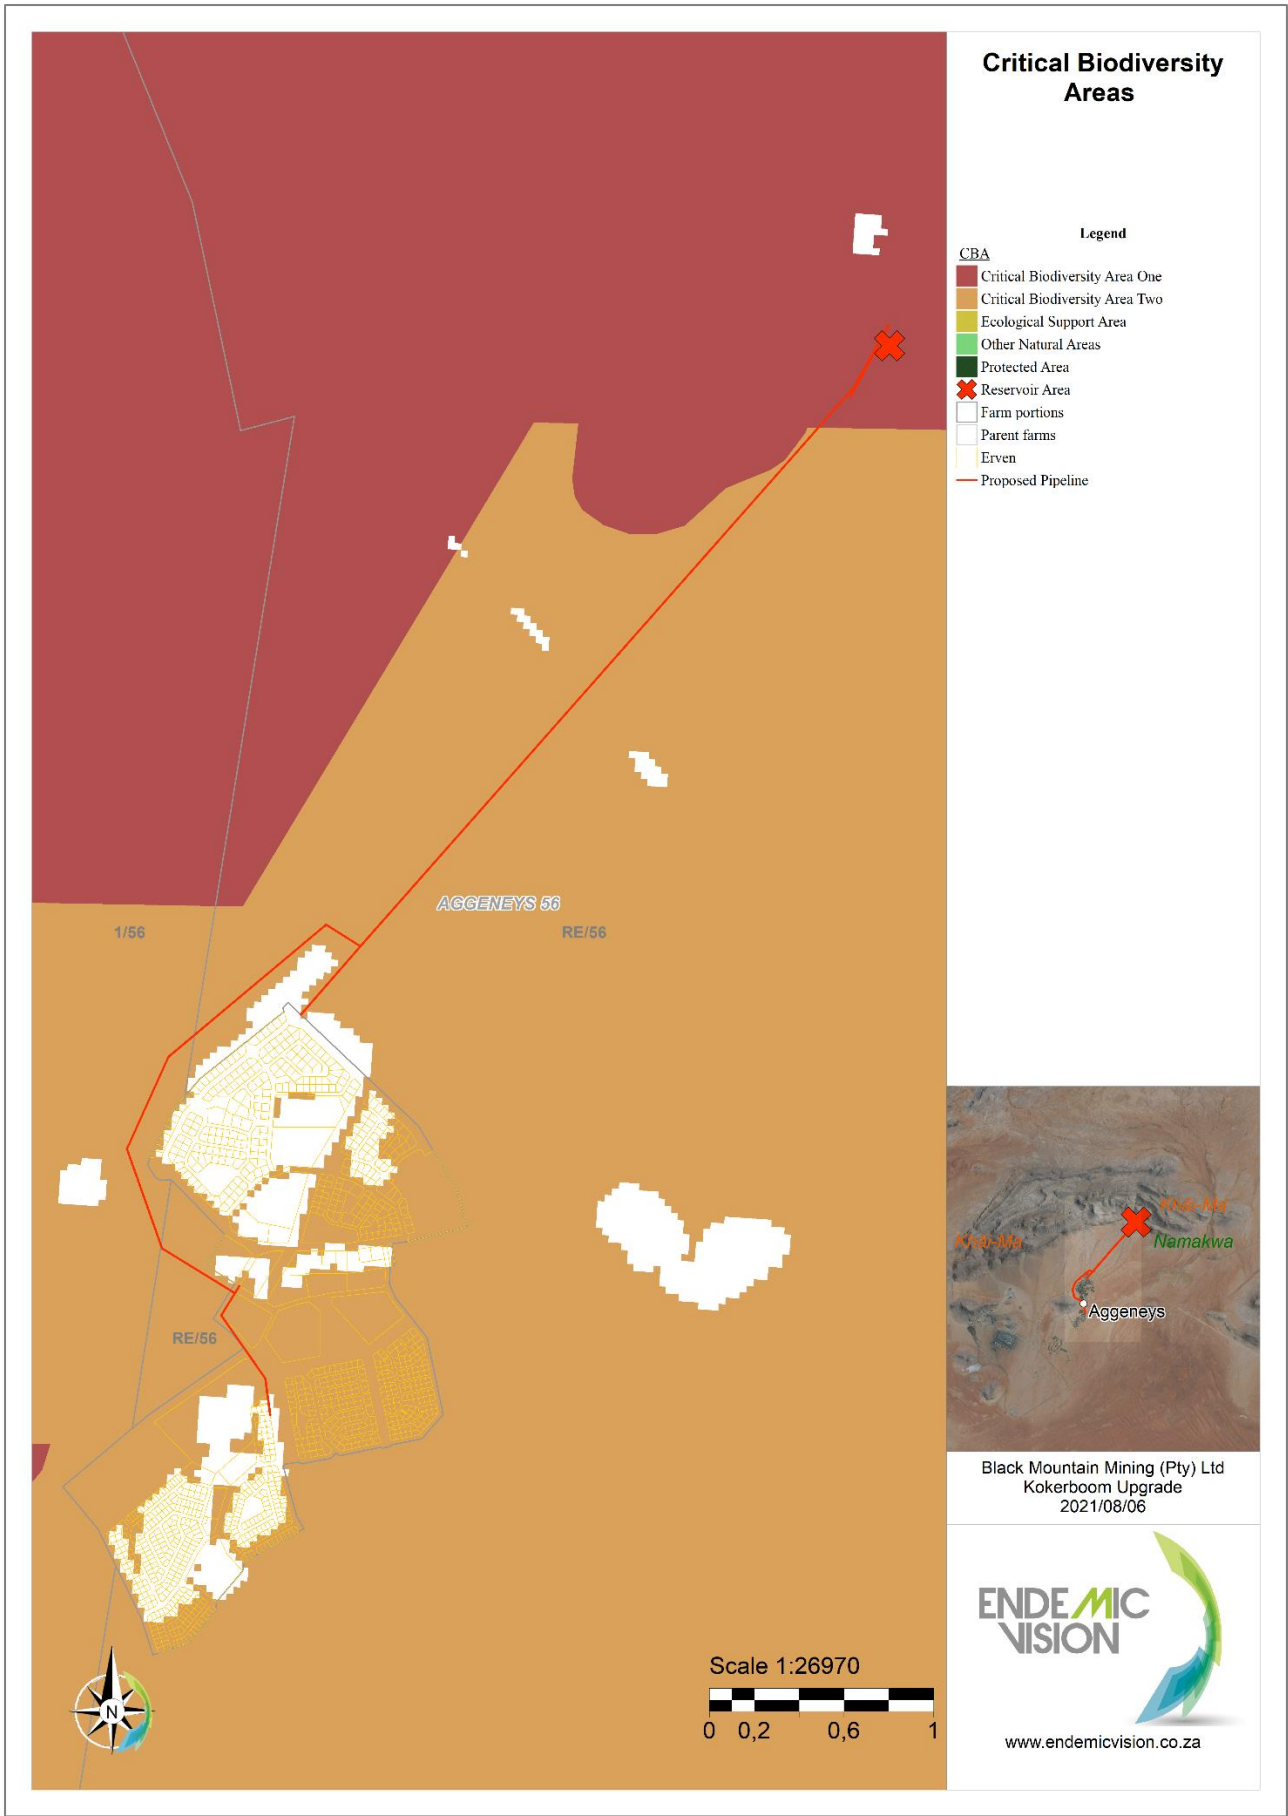 Critical Biodiversity
Areas
Legend
CBA
Critical Biodiversity Area One
Critical Biodiversity Area Two
Ecological Support Area
Other Natural Areas
Protected Area
Reservoir Area
Farm portions
Parent farms
Erven
Proposed Pipeline
AGGENEYS 56
1/56
RE/56
RE/56
Khâi-Ma
Khâi-Ma
Namakwa
Aggeneys
Black Mountain Mining (Pty) Ltd
Kokerboom Upgrade
2021/08/06
ENDEMIC
VISION
www.endemicvision.co.za
Scale 1:26970
0 0,2 0,6 1
N